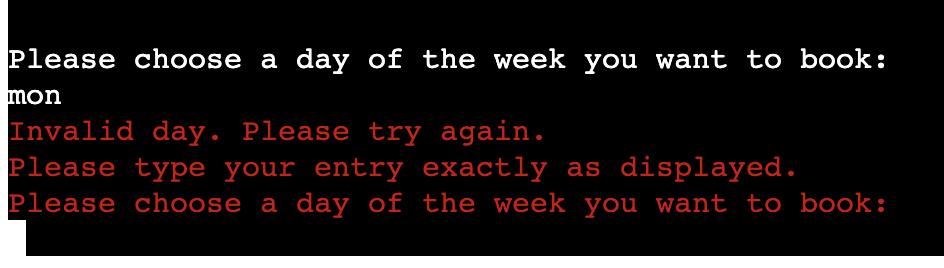 Please choose a day of the week you want to book:
mon
Invalid day. Please try again.
Please type your entry exactly as displayed.
Please choose a day of the week you want to book: